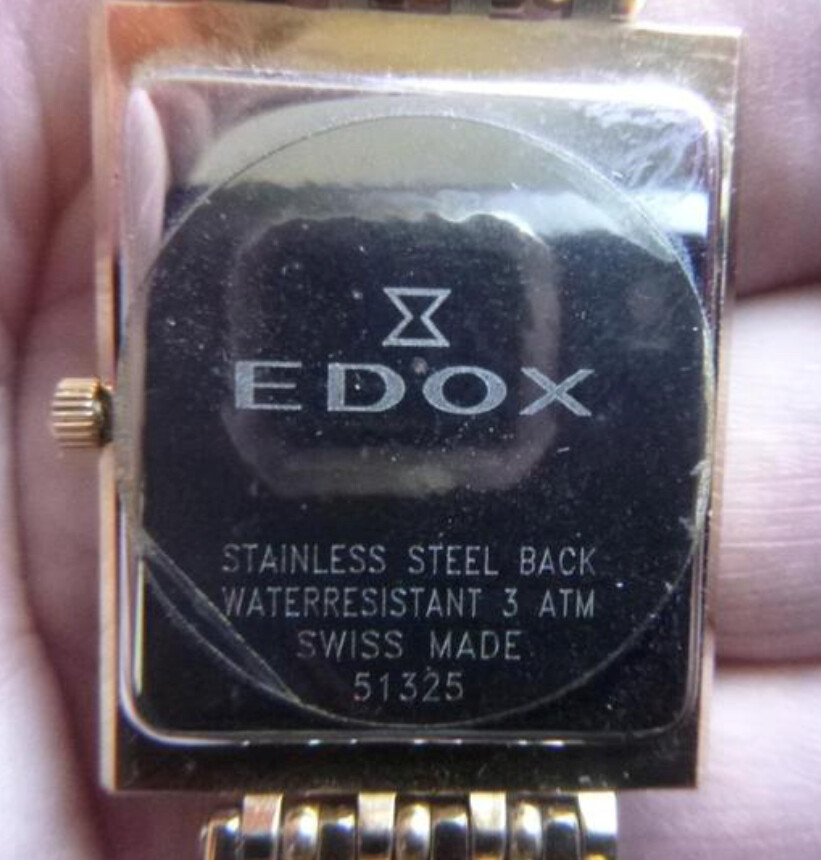 EDOX
STAINLESS STEEL BACK
WATERRESISTANT 3 ATM
SWISS MADE
51325